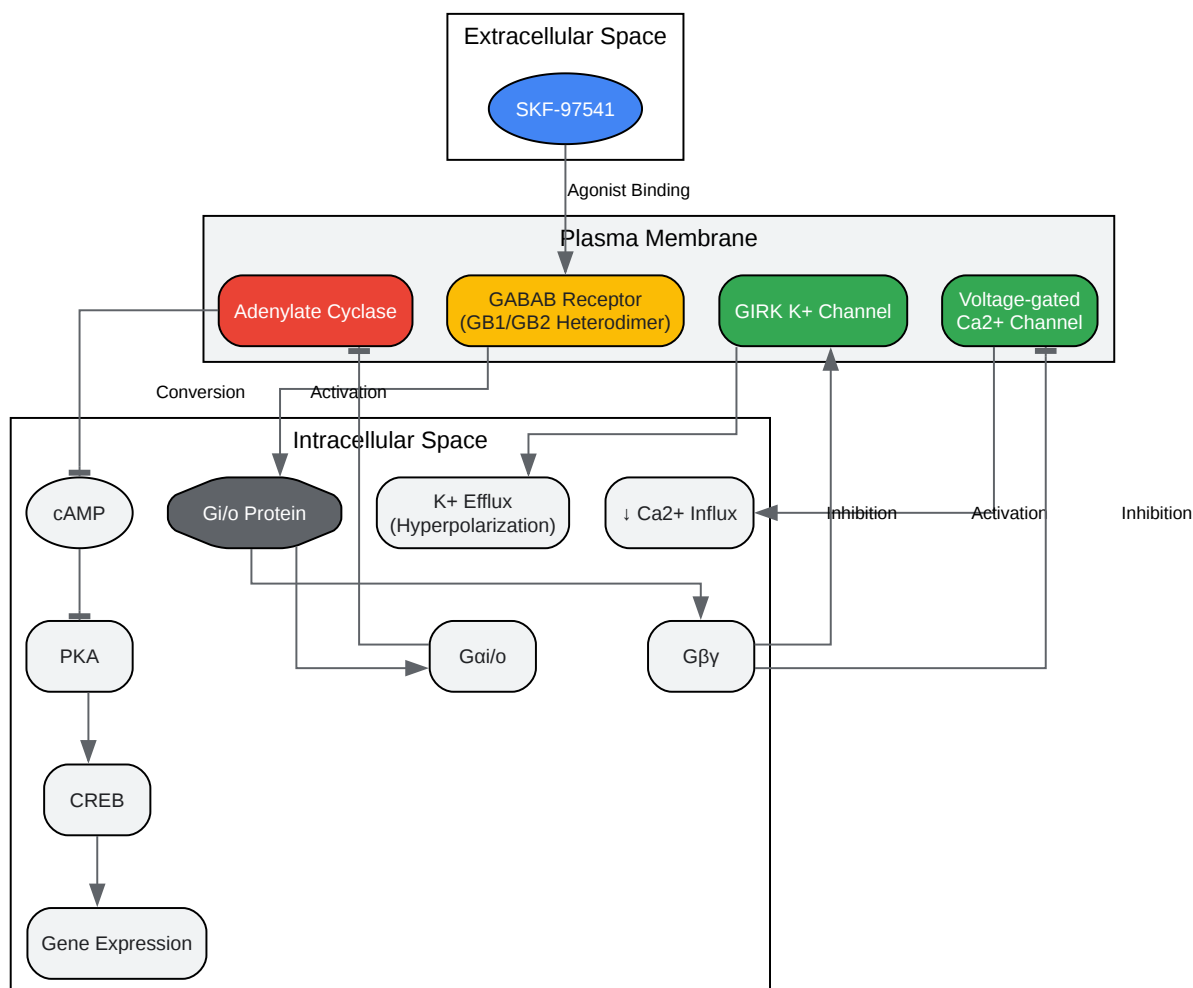 Extracellular Space
SKF-97541
Agonist Binding
Plasma Membrane
Adenylate Cyclase
GABAB Receptor
(GB1/GB2 Heterodimer)
GIRK K+ Channel
Voltage-gated
Ca2+ Channel
Conversion
Activation
Intracellular Space
cAMP
Gi/o Protein
K+ Efflux
(Hyperpolarization)
↓ Ca2+ Influx
Inhibition
Activation
Inhibition
PKA
Gαi/o
Gβγ
CREB
Gene Expression